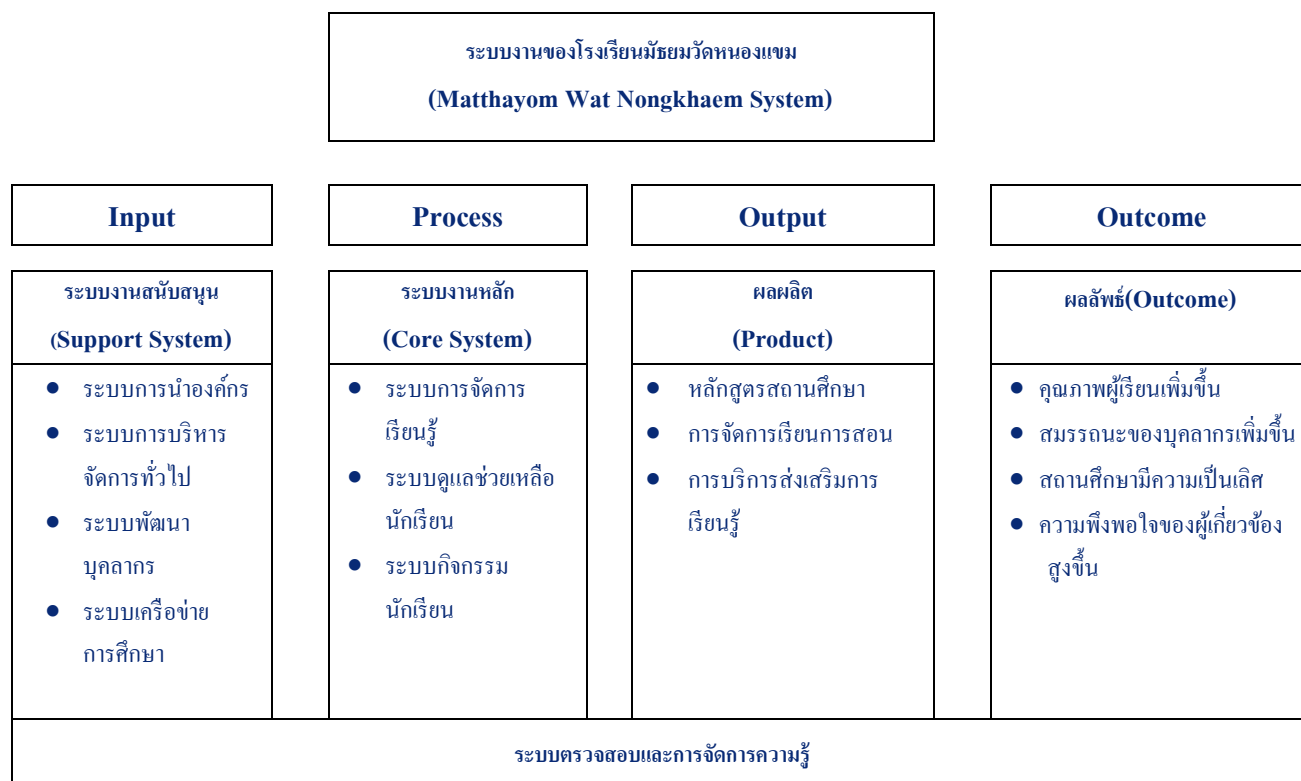 ระบบงานของโรงเรียนมัธยมวัดหนองแขม
(Matthayom Wat Nongkhaem System)
Input
Process
Output
Outcome
ระบบงานสนับสนุน
(Support System)
● ระบบการนำองค์กร
● ระบบการบริหาร
จัดการทั่วไป
● ระบบพัฒนา
บุคลากร
● ระบบเครือข่าย
การศึกษา
ระบบงานหลัก
(Core System)
● ระบบการจัดการ
เรียนรู้
● ระบบดูแลช่วยเหลือ
นักเรียน
● ระบบกิจกรรม
นักเรียน
ผลผลิต
(Product)
● หลักสูตรสถานศึกษา
● การจัดการเรียนการสอน
● การบริการส่งเสริมการ
เรียนรู้
ผลลัพธ์(Outcome)
● คุณภาพผู้เรียนเพิ่มขึ้น
● สมรรถนะของบุคลากรเพิ่มขึ้น
● สถานศึกษามีความเป็นเลิศ
● ความพึงพอใจของผู้เกี่ยวข้อง
สูงขึ้น
ระบบตรวจสอบและการจัดการความรู้